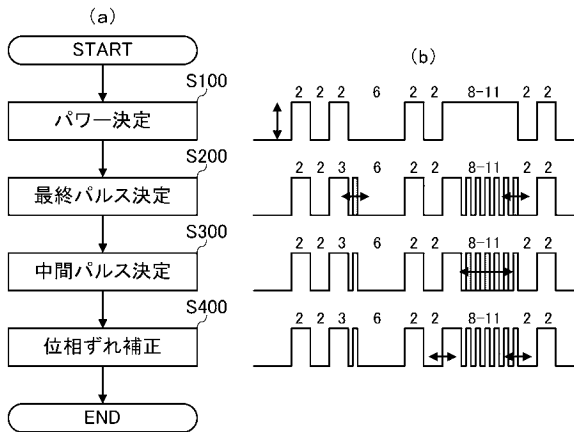 (a)
START
S100
パワー決定
S200
最終パルス決定
S300
中間パルス決定
S400
位相ずれ補正
END
(b)
2 2 2 6 2 2 8-11 2 2
2 2 3 6 2 2 8-11 2 2
2 2 3 6 2 2 8-11 2 2
2 2 3 6 2 2 8-11 2 2